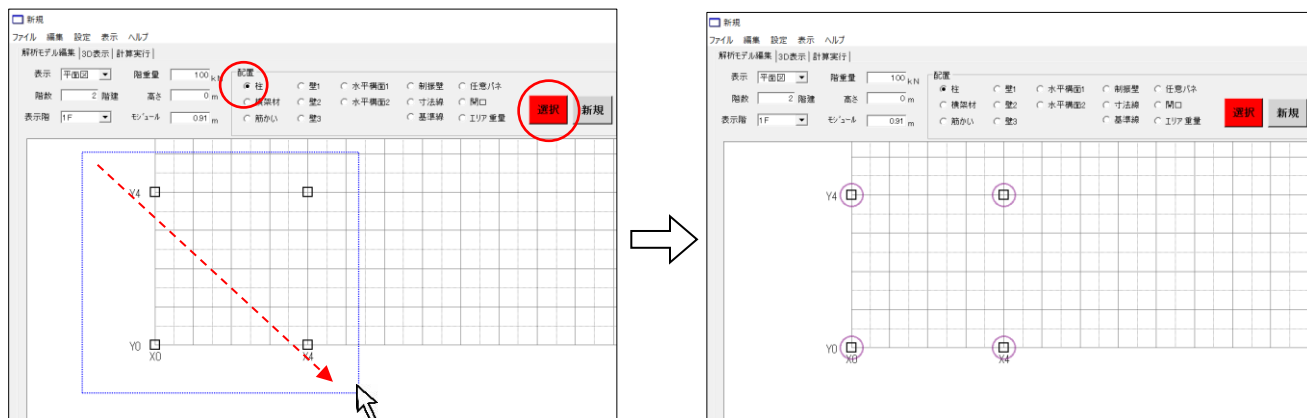 新規
ファイル 編集 設定 表示 ヘルプ
解析モデル編集 3D表示 計算実行
表示 平面図 階重量 100 kN
階数 2 階建 高さ 0 m
表示階 1F モジュール 0.91 m
配置
柱 壁1 水平構面1 制振壁 任意バネ
横架材 壁2 水平構面2 寸法線 開口
筋かい 壁3 基準線 エリア重量
選択 新規
Y4
Y0
X0 X4
新規
ファイル 編集 設定 表示 ヘルプ
解析モデル編集 3D表示 計算実行
表示 平面図 階重量 100 kN
階数 2 階建 高さ 0 m
表示階 1F モジュール 0.91 m
配置
柱 壁1 水平構面1 制振壁 任意バネ
横架材 壁2 水平構面2 寸法線 開口
筋かい 壁3 基準線 エリア重量
選択 新規
Y4
Y0
X0 X4